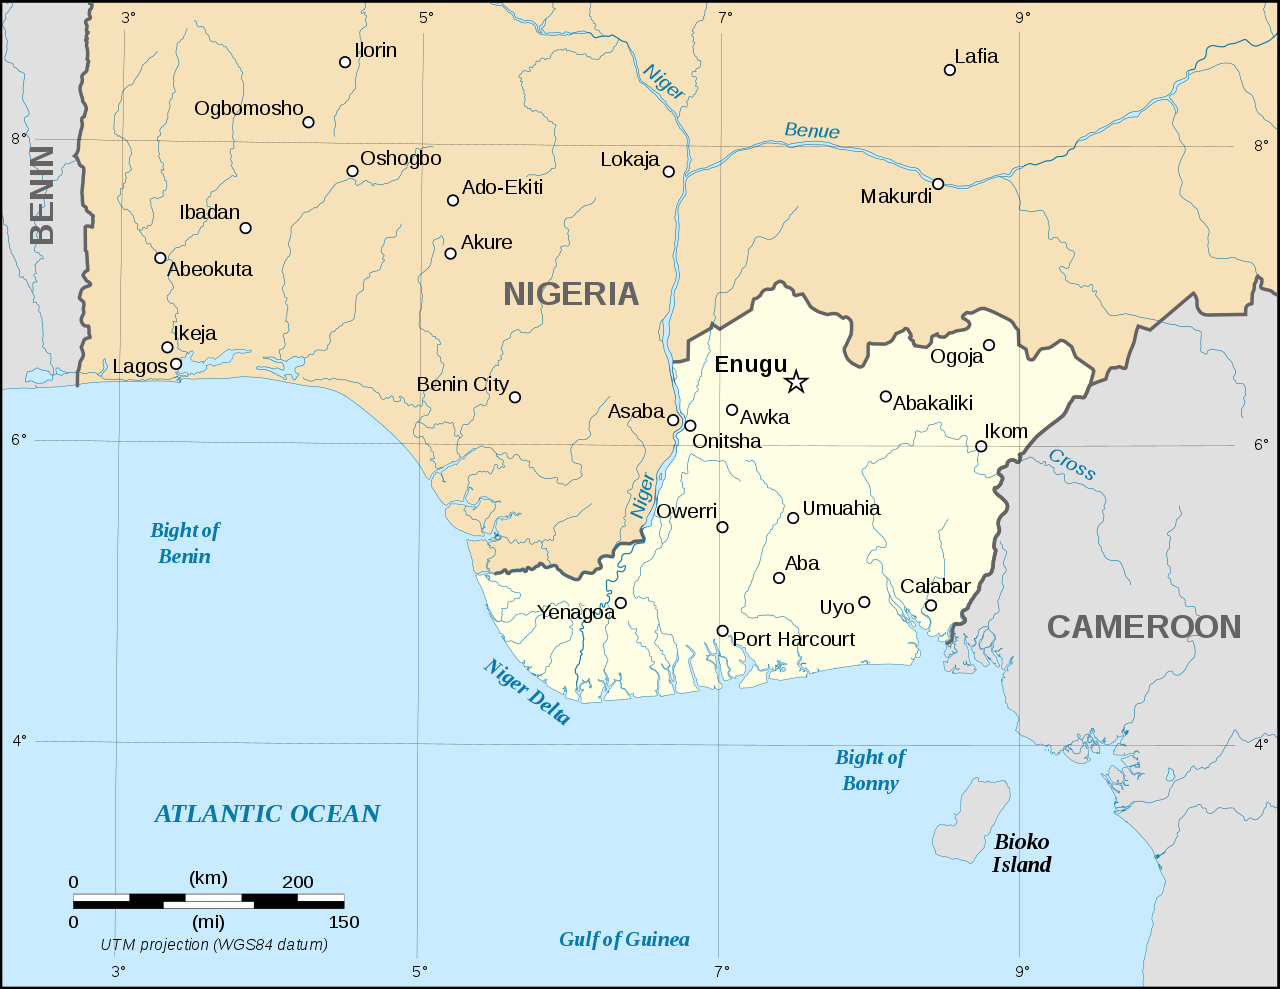 3°
5°
7°
9°
Ilorin
Lafia
Niger
Ogbomosho
Benue
8°
8°
BENIN
Oshogbo
Lokaja
Ado-Ekiti
Makurdi
Ibadan
Akure
Abeokuta
NIGERIA
Ikeja
Lagos
Enugu
Ogoja
Benin City
Asaba
Awka
Abakaliki
Onitsha
Ikom
6°
6°
Cross
Niger
Owerri
Umuahia
Bight of
Benin
Aba
Calabar
Yenagoa
Uyo
CAMEROON
Port Harcourt
Niger Delta
4°
4°
Bight of
Bonny
ATLANTIC OCEAN
Bioko
Island
0
(km)
200
0
(mi)
150
UTM projection (WGS84 datum)
Gulf of Guinea
3°
5°
7°
9°